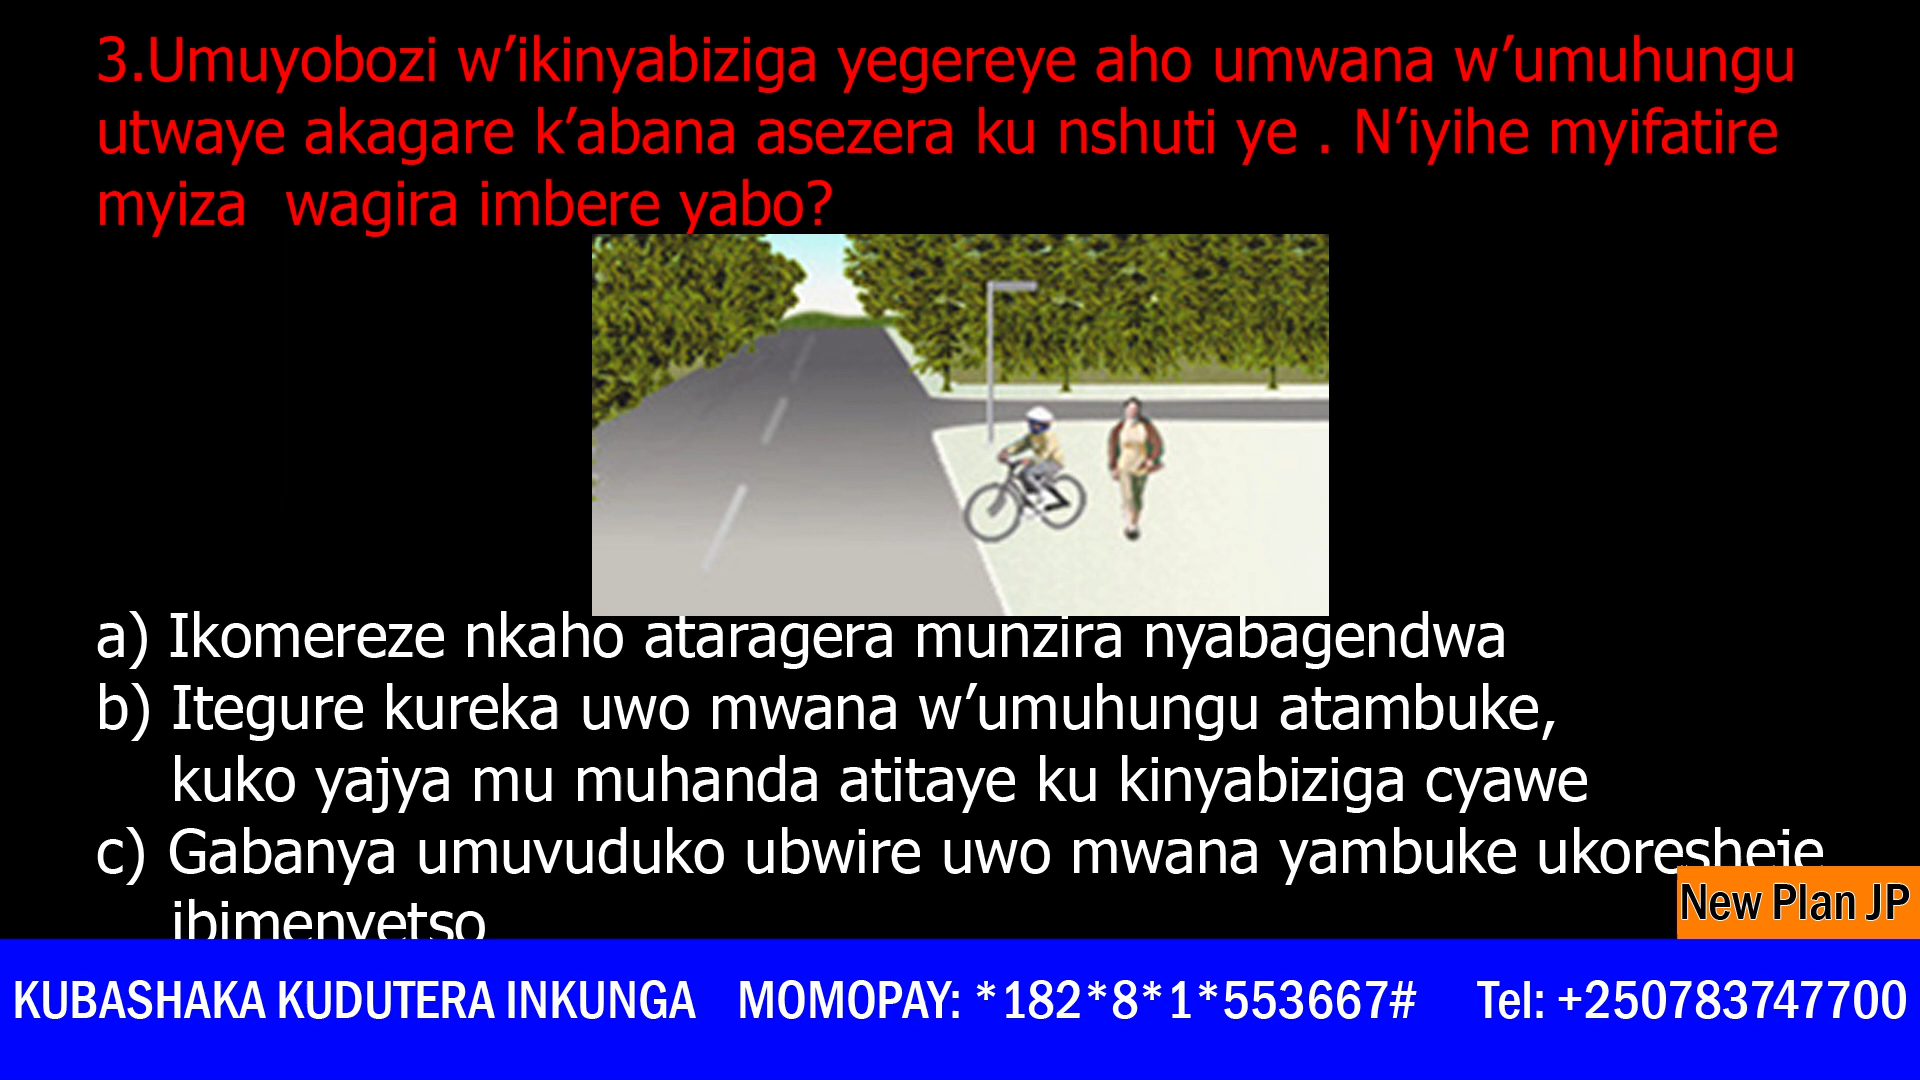 3.Umuyobozi w’ikinyabiziga yegereye aho umwana w’umuhungu
utwaye akagare k’abana asezera ku nshuti ye . N’iyihe myifatire
myiza  wagira imbere yabo?
a) Ikomereze nkaho ataragera munzira nyabagendwa
b) Itegure kureka uwo mwana w’umuhungu atambuke,
kuko yajya mu muhanda atitaye ku kinyabiziga cyawe
c) Gabanya umuvuduko ubwire uwo mwana yambuke ukoresheje
ibimenyetso
New Plan JP
KUBASHAKA KUDUTERA INKUNGA    MOMOPAY: *182*8*1*553667#    Tel: +250783747700